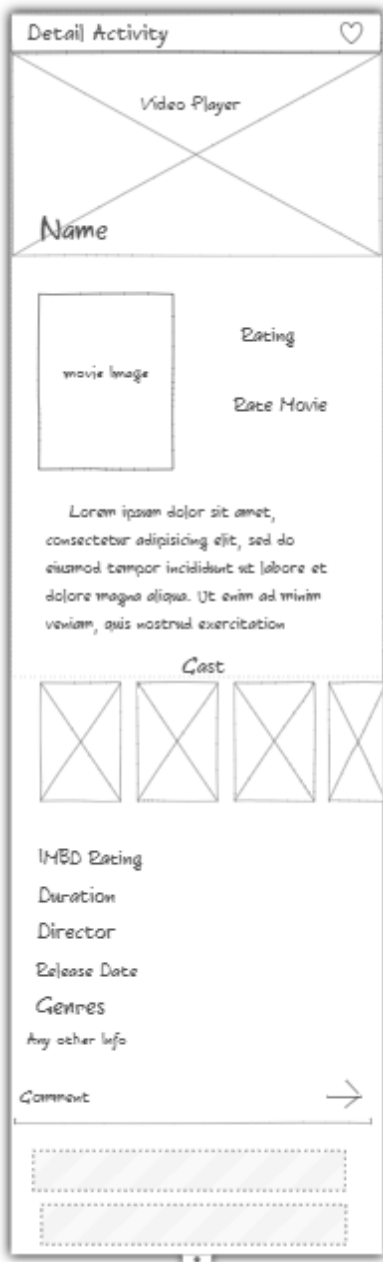 Detail Activity
Video Player
Name
movie Image
Rating
Rate Movie
Lorem ipsum dolor sit amet,
consectetur adipisicing elit, sed do
eiusmod tempor incididunt ut labore et
dolore magna aliqua. Ut enim ad minim
veniam, quis nostrud exercitation
Cast
IMBD Rating
Duration
Director
Release Date
Genres
Any other Info
Comment